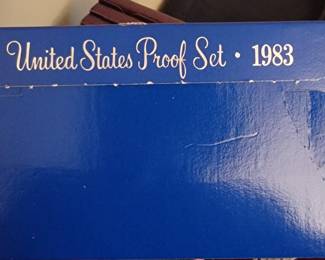 United States Proof Set · 1983